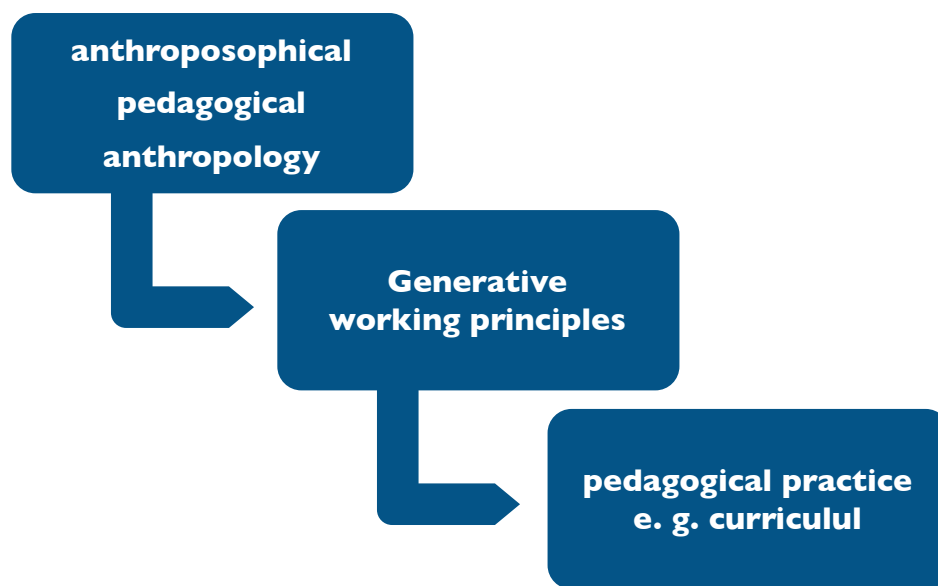 anthroposophical
pedagogical
anthropology
Generative
working principles
pedagogical practice
e. g. curriculul